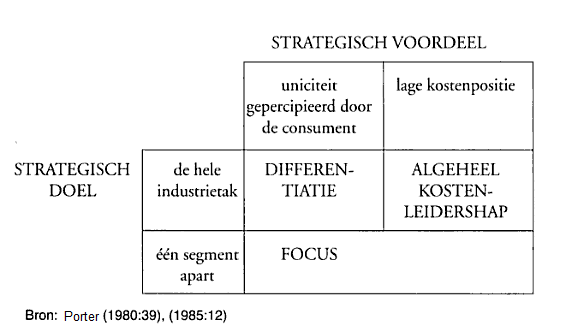 STRATEGISCH VOORDEEL
uniciteit
gepercipieerd door
de consument
lage kostenpositie
STRATEGISCH
DOEL
de hele
industrietak
DIFFEREN-
TIATIE
ALGEHEEL
KOSTEN-
LEIDERSHAP
één segment
apart
FOCUS
Bron: Porter (1980:39), (1985:12)